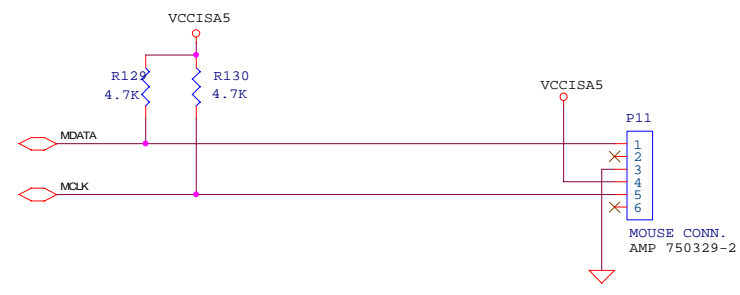 VCCISA5
R129
4.7K
R130
4.7K
VCCISA5
P11
MDATA
MCLK
1
2
3
4
5
6
MOUSE CONN.
AMP 750329-2